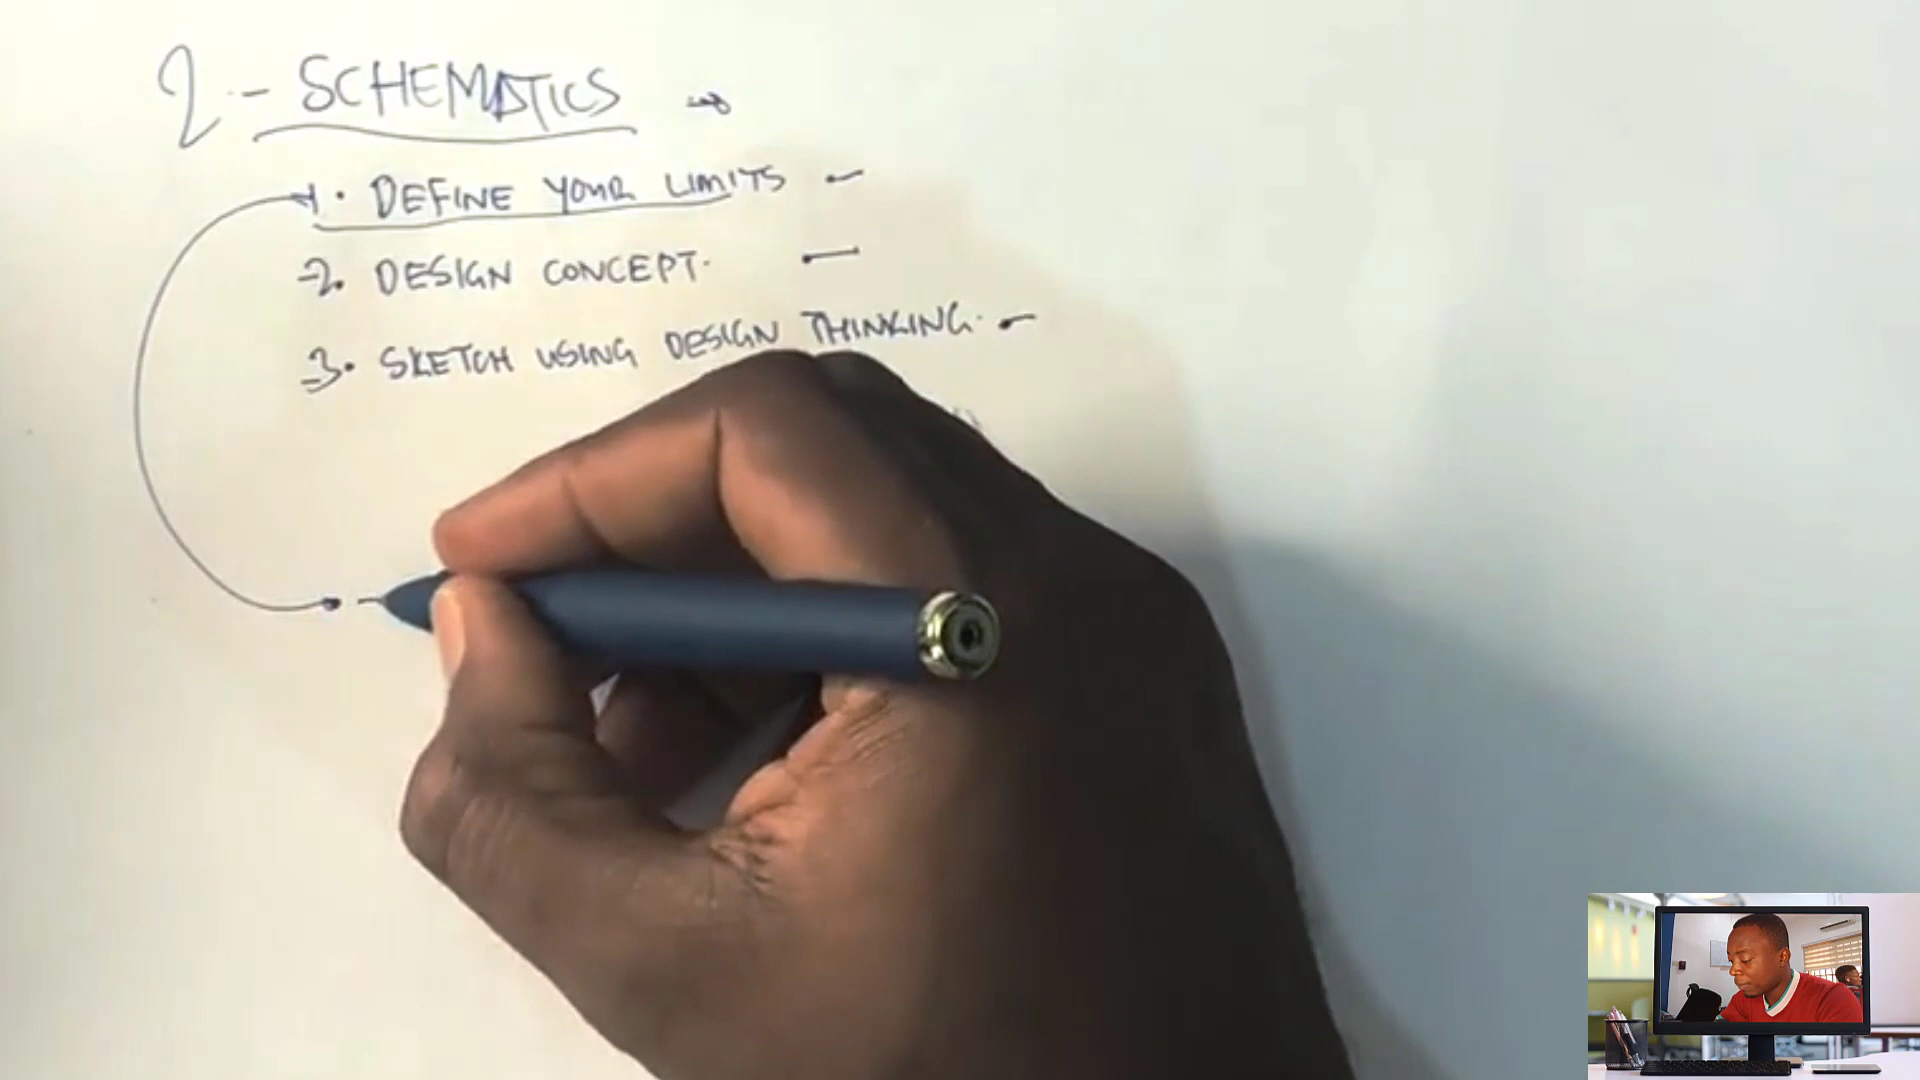 2 - SCHEMATICS
1. DEFINE YOUR LIMITS -
2. DESIGN CONCEPT. -
3. SKETCH USING DESIGN THINKING. -